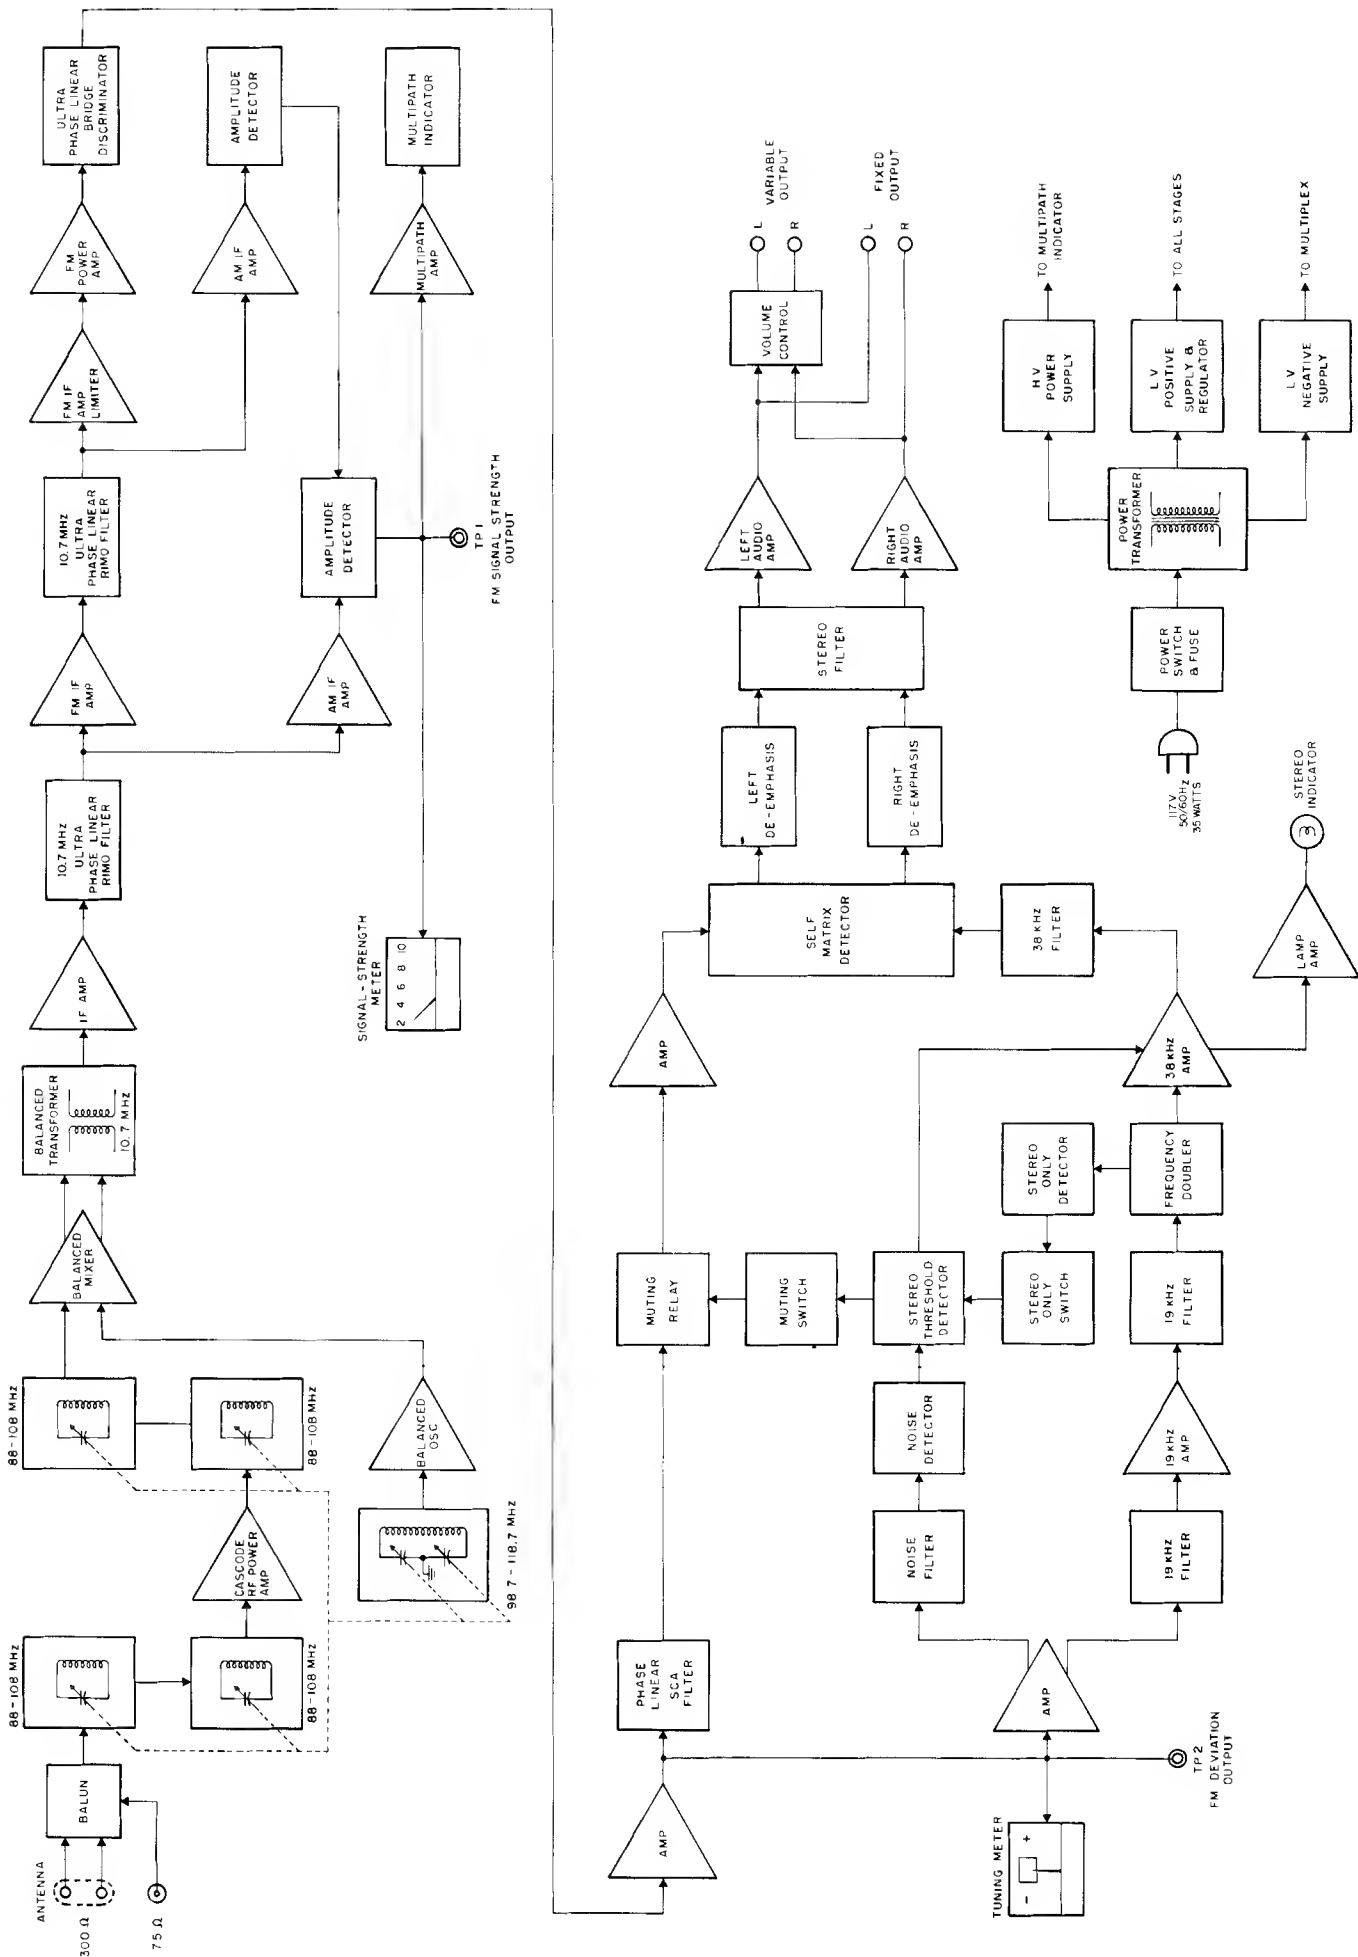 ANTENNA
300 Ω
75 Ω
BALUN
88-108 MHz
88-108 MHz
CASCODE
RF POWER
AMP
88-108 MHz
88-108 MHz
98.7-118.7 MHz
BALANCED
OSC
BALANCED
MIXER
BALANCED
TRANSFORMER
10.7 MHz
IF AMP
10.7 MHz
ULTRA
PHASE LINEAR
RIMO FILTER
FM IF
AMP
AM IF
AMP
10.7 MHZ
ULTRA
PHASE LINEAR
RIMO FILTER
AMPLITUDE
DETECTOR
FM IF
AMP
LIMITER
FM
POWER
AMP
AM IF
AMP
ULTRA
PHASE LINEAR
BRIDGE
DISCRIMINATOR
AMPLITUDE
DETECTOR
MULTIPATH AMP
MULTIPATH
INDICATOR
SIGNAL-STRENGTH
METER
2 4 6 8 10
TP 1
FM SIGNAL STRENGTH
OUTPUT
AMP
TUNING METER
- +
TP 2
FM DEVIATION
OUTPUT
PHASE
LINEAR
SCA
FILTER
AMP
NOISE
FILTER
NOISE
DETECTOR
19 kHz
FILTER
19 kHz
AMP
19 kHz
FILTER
MUTING
RELAY
MUTING
SWITCH
STEREO
THRESHOLD
DETECTOR
STEREO
ONLY
SWITCH
STEREO
ONLY
DETECTOR
FREQUENCY
DOUBLER
AMP
38 kHz
AMP
38 kHz
FILTER
LAMP
AMP
3
STEREO
INDICATOR
SELF
MATRIX
DETECTOR
LEFT
DE-EMPHASIS
RIGHT
DE-EMPHASIS
STEREO
FILTER
LEFT
AUDIO
AMP
RIGHT
AUDIO
AMP
VOLUME
CONTROL
L
R
VARIABLE
OUTPUT
L
R
FIXED
OUTPUT
117 V
50/60Hz
35 WATTS
POWER
SWITCH
& FUSE
POWER
TRANSFORMER
HV
POWER
SUPPLY
TO MULTIPATH
INDICATOR
LV
POSITIVE
SUPPLY &
REGULATOR
TO ALL STAGES
LV
NEGATIVE
SUPPLY
TO MULTIPLEX